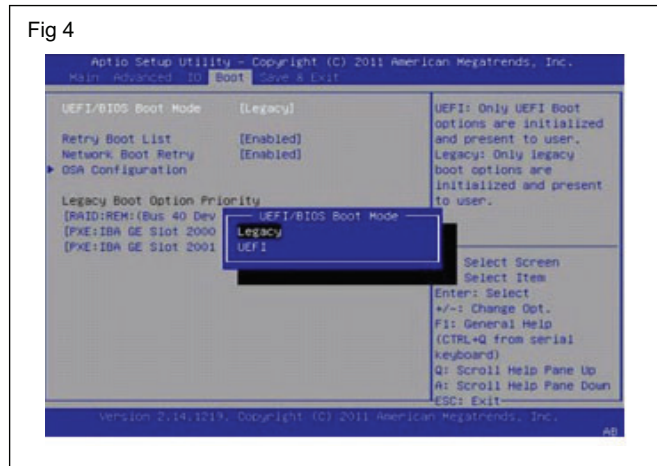 Fig 4
Aptio Setup Utility - Copyright (C) 2011 American Megatrends, Inc.
Main Advanced IO Boot Save & Exit
UEFI/BIOS Boot Mode [Legacy]
Retry Boot List [Enabled]
Network Boot Retry [Enabled]
OSA Configuration
Legacy Boot Option Priority
[RAID:REM:(Bus 40 Dev
[PXE:IBA GE Slot 2000
[PXE:IBA GE Slot 2001
UEFI/BIOS Boot Mode
Legacy
UEFI
UEFI: Only UEFI Boot
options are initialized
and present to user.
Legacy: Only legacy
boot options are
initialized and present
to user.
Select Screen
Select Item
Enter: Select
+/-: Change Opt.
F1: General Help
(CTRL+Q from serial
keyboard)
Q: Scroll Help Pane Up
A: Scroll Help Pane Down
ESC: Exit
Version 2.14.1219. Copyright (C) 2011 American Megatrends, Inc.
AB